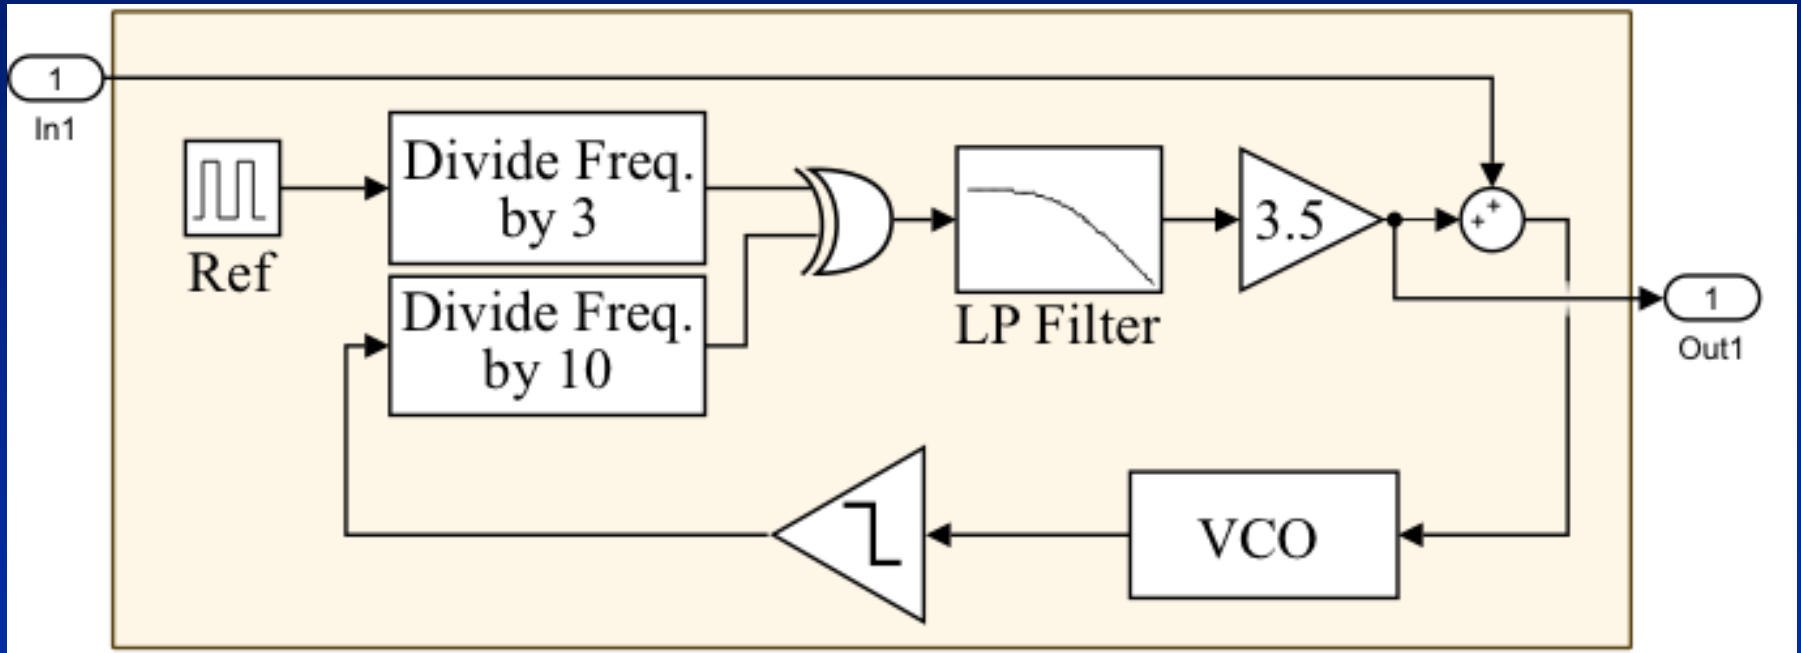 1
In1
Ref
Divide Freq.
by 3
Divide Freq.
by 10
LP Filter
3.5
+
+
1
Out1
VCO